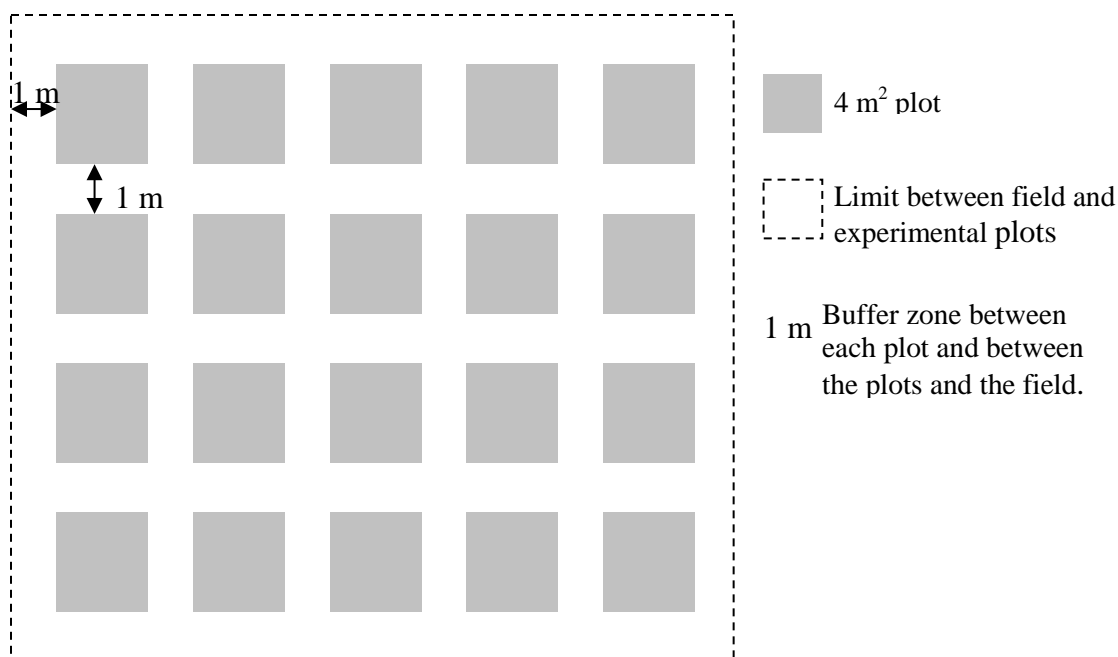 1 m
1 m
4 m² plot
Limit between field and
experimental plots
1 m
Buffer zone between
each plot and between
the plots and the field.